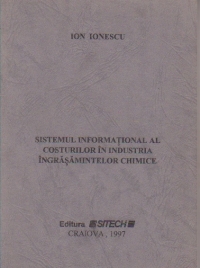 ION IONESCU
SISTEMUL INFORMAȚIONAL AL
COSTURILOR ÎN INDUSTRIA
ÎNGRĂȘĂMINTELOR CHIMICE
Editura SITECH
CRAIOVA, 1997